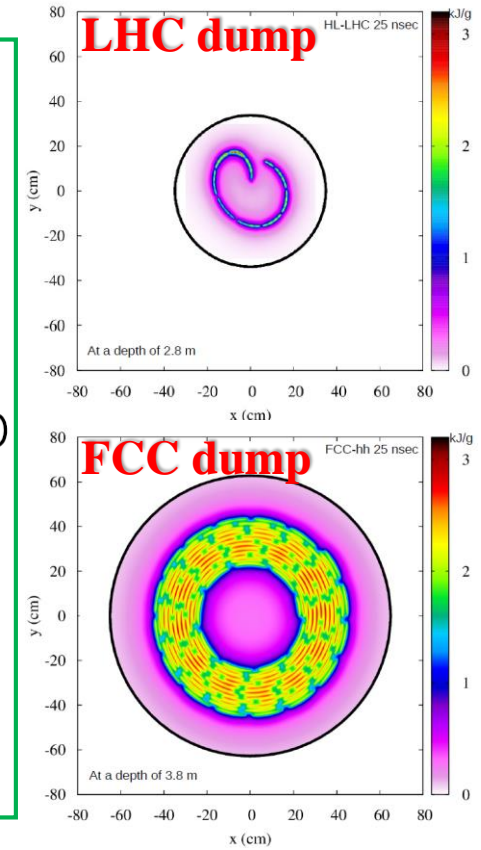 LHC dump
HL-LHC 25 nsec
kJ/g
80
60
40
20
0
-20
-40
-60
-80
y (cm)
3
2
1
0
At a depth of 2.8 m
-80 -60 -40 -20 0 20 40 60 80
x (cm)
)
FCC dump
FCC-hh 25 nsec
kJ/g
80
60
40
20
0
-20
-40
-60
-80
y (cm)
3
2
1
0
At a depth of 3.8 m
-80 -60 -40 -20 0 20 40 60 80
x (cm)